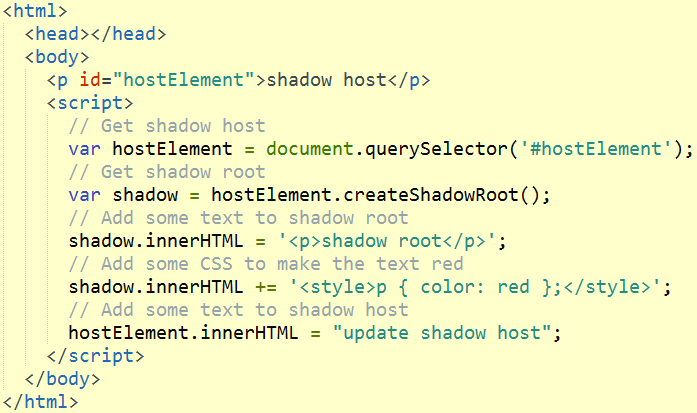 <html>
  <head></head>
  <body>
    <p id="hostElement">shadow host</p>
    <script>
      // Get shadow host
      var hostElement = document.querySelector('#hostElement');
      // Get shadow root
      var shadow = hostElement.createShadowRoot();
      // Add some text to shadow root
      shadow.innerHTML = '<p>shadow root</p>';
      // Add some CSS to make the text red
      shadow.innerHTML += '<style>p { color: red };</style>';
      // Add some text to shadow host
      hostElement.innerHTML = "update shadow host";
    </script>
  </body>
</html>